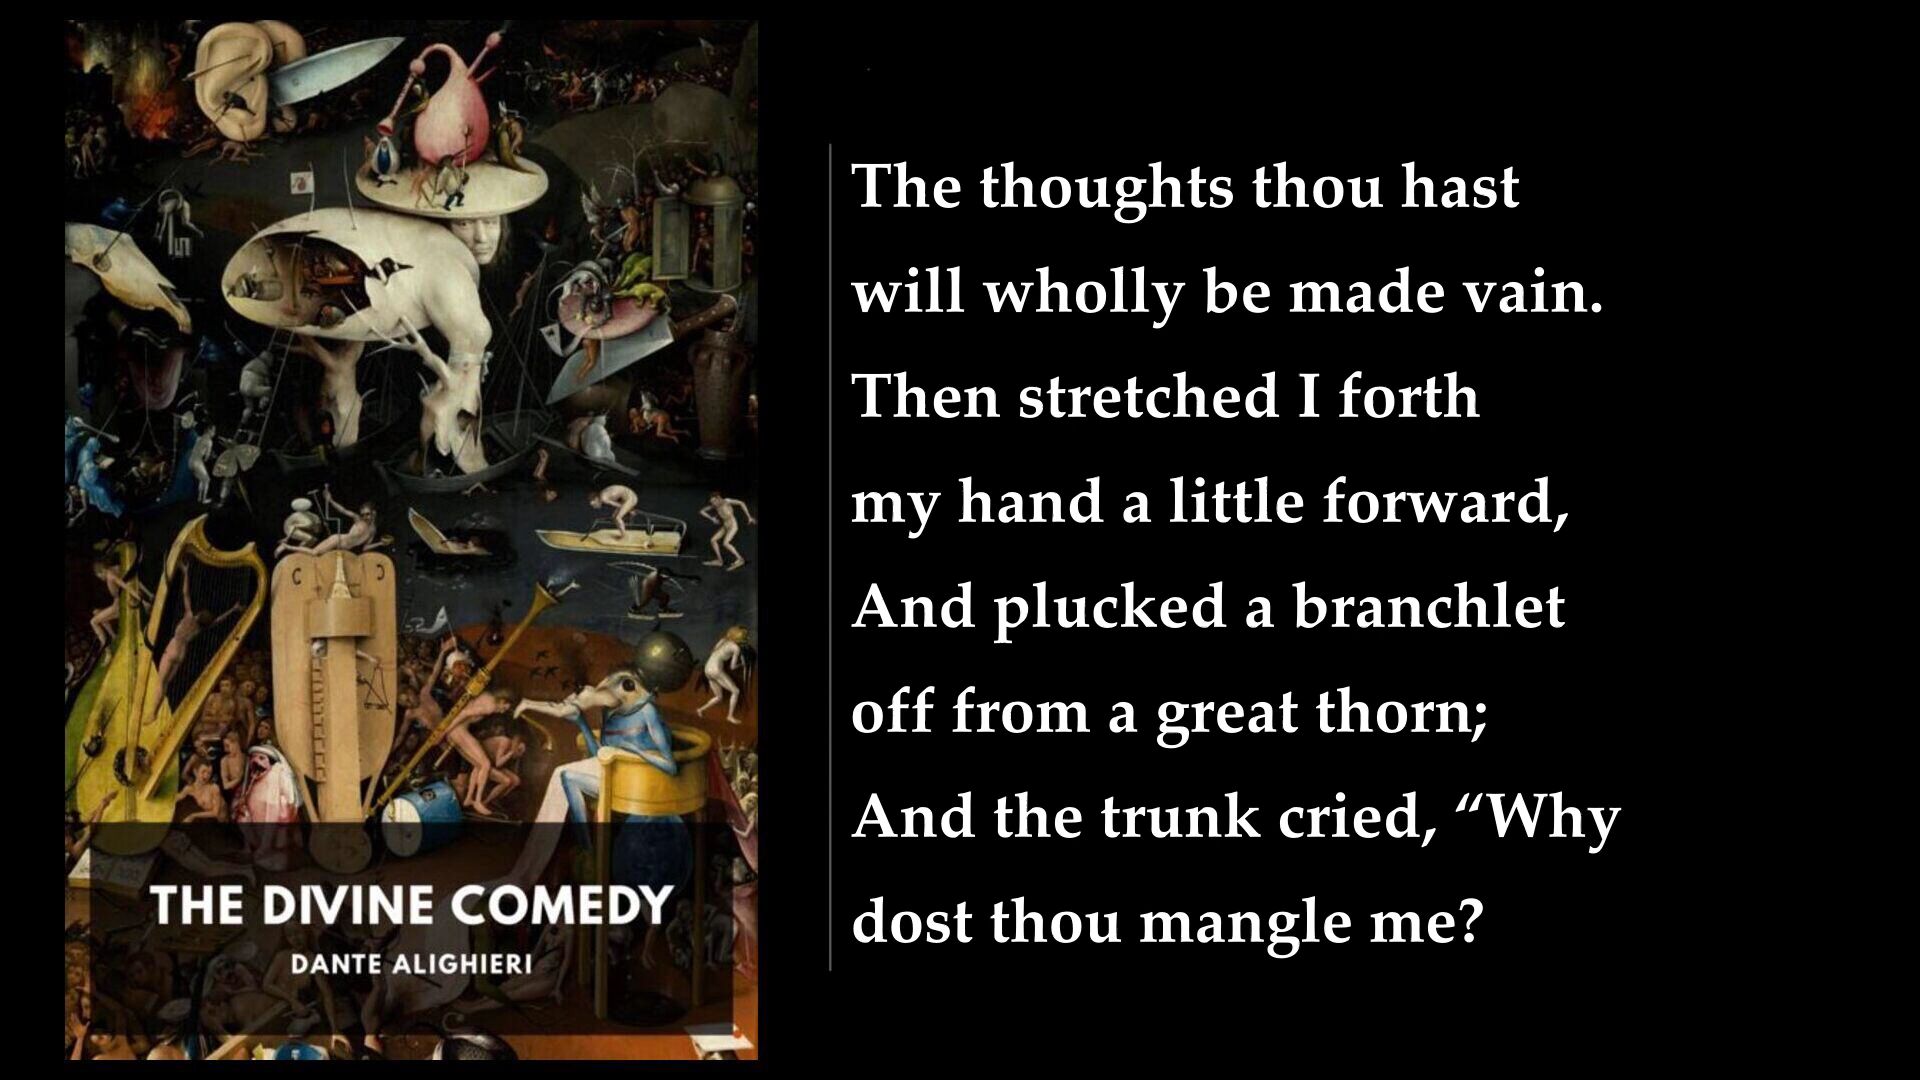 THE DIVINE COMEDY
DANTE ALIGHIERI
The thoughts thou hast
will wholly be made vain.
Then stretched I forth
my hand a little forward,
And plucked a branchlet
off from a great thorn;
And the trunk cried, “Why
dost thou mangle me?